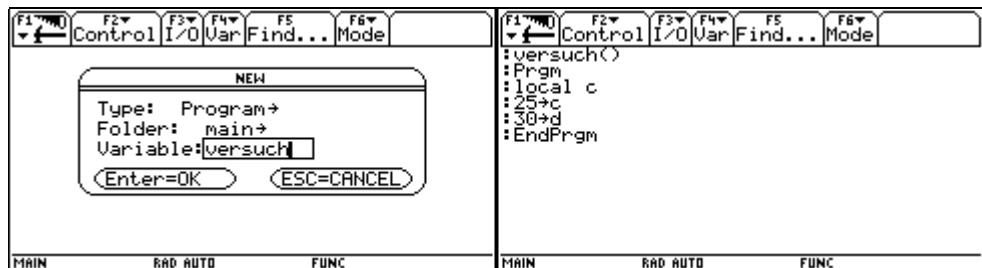 F1 F2▾ F3▾ F4▾ F5 F6▾
Control I/O Var Find... Mode
NEW
Type: Program→
Folder: main→
Variable: versuch
Enter=OK ESC=CANCEL
MAIN RAD AUTO FUNC
F1 F2▾ F3▾ F4▾ F5 F6▾
Control I/O Var Find... Mode
:versuch()
:Prgm
:local c
:25→c
:30→d
:EndPrgm
MAIN RAD AUTO FUNC